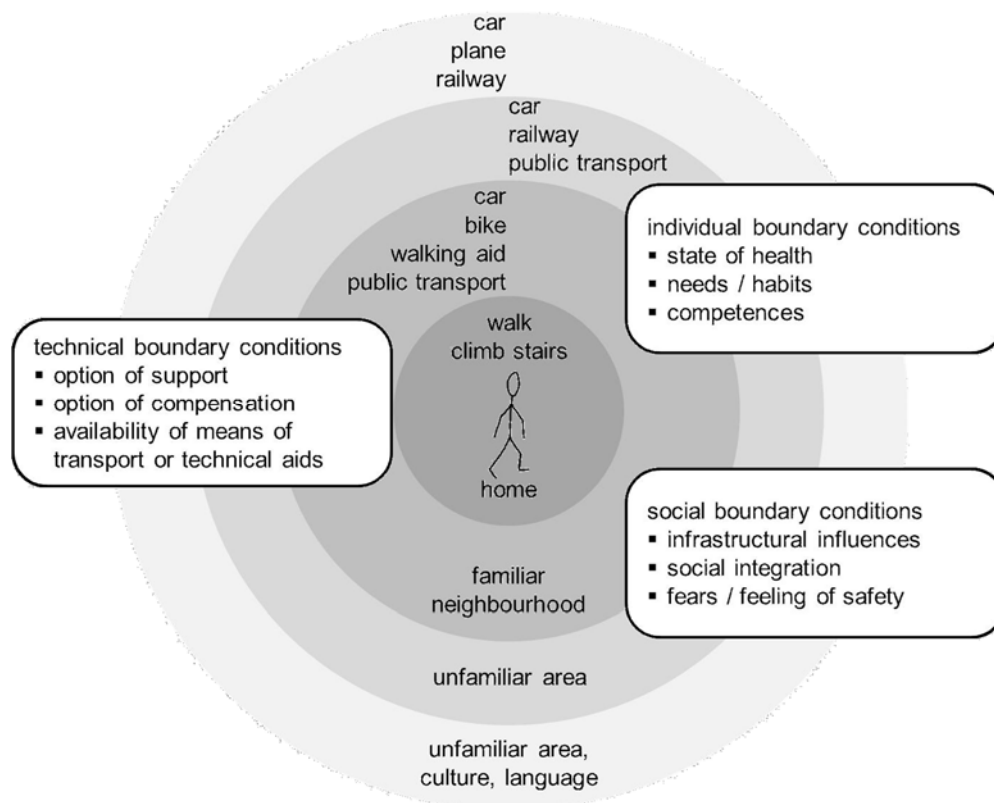 car
plane
railway
car
railway
public transport
car
bike
walking aid
public transport
individual boundary conditions
▪ state of health
▪ needs / habits
▪ competences
walk
climb stairs
technical boundary conditions
▪ option of support
▪ option of compensation
▪ availability of means of
transport or technical aids
home
social boundary conditions
▪ infrastructural influences
▪ social integration
▪ fears / feeling of safety
familiar
neighbourhood
unfamiliar area
unfamiliar area,
culture, language